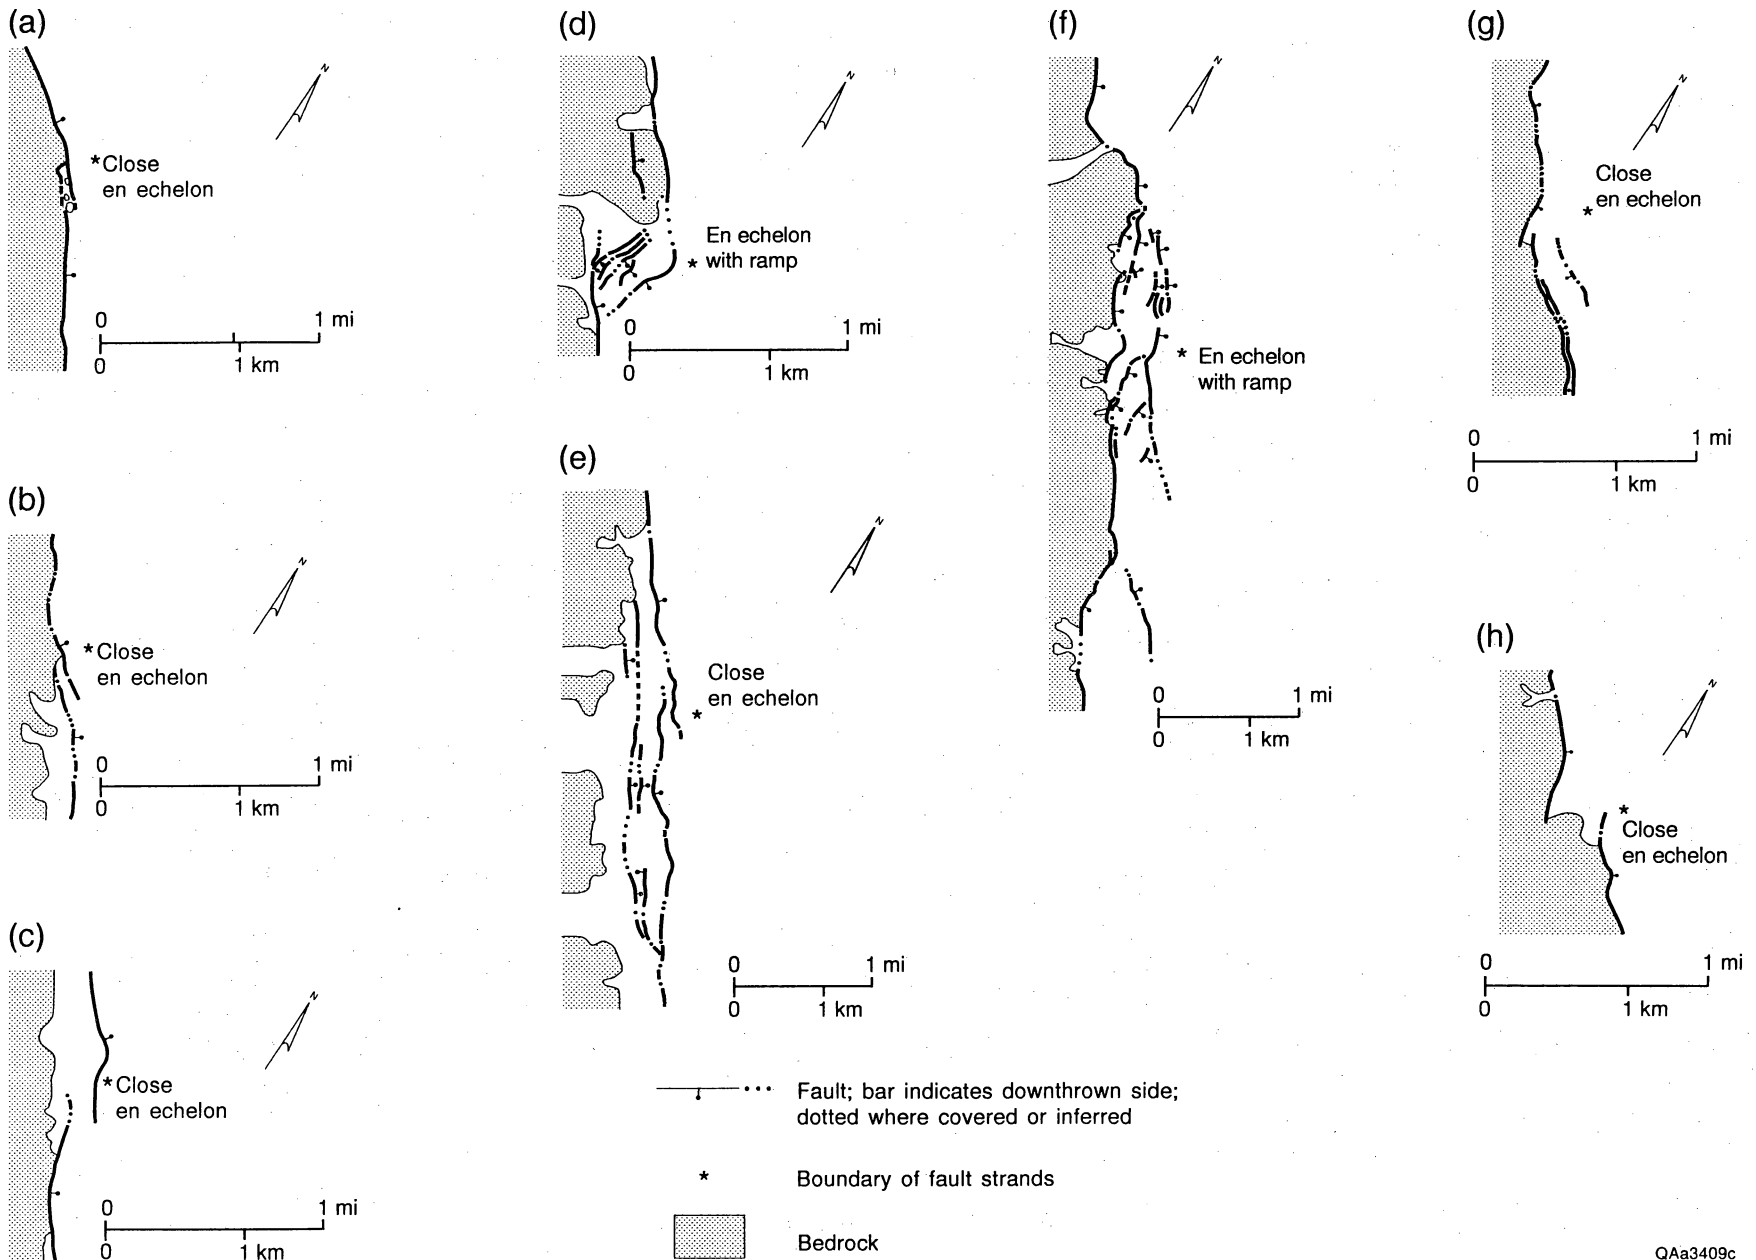 (a)
N
*Close
en echelon
0 1 mi
0 1 km
(b)
N
*Close
en echelon
0 1 mi
0 1 km
(c)
N
*Close
en echelon
0 1 mi
0 1 km
(d)
N
En echelon
* with ramp
0 1 mi
0 1 km
(e)
N
Close
en echelon
*
0 1 mi
0 1 km
(f)
N
* En echelon
with ramp
0 1 mi
0 1 km
(g)
N
Close
en echelon
*
0 1 mi
0 1 km
(h)
N
*
Close
en echelon
0 1 mi
0 1 km
Fault; bar indicates downthrown side;
dotted where covered or inferred
* Boundary of fault strands
Bedrock
QAa3409c